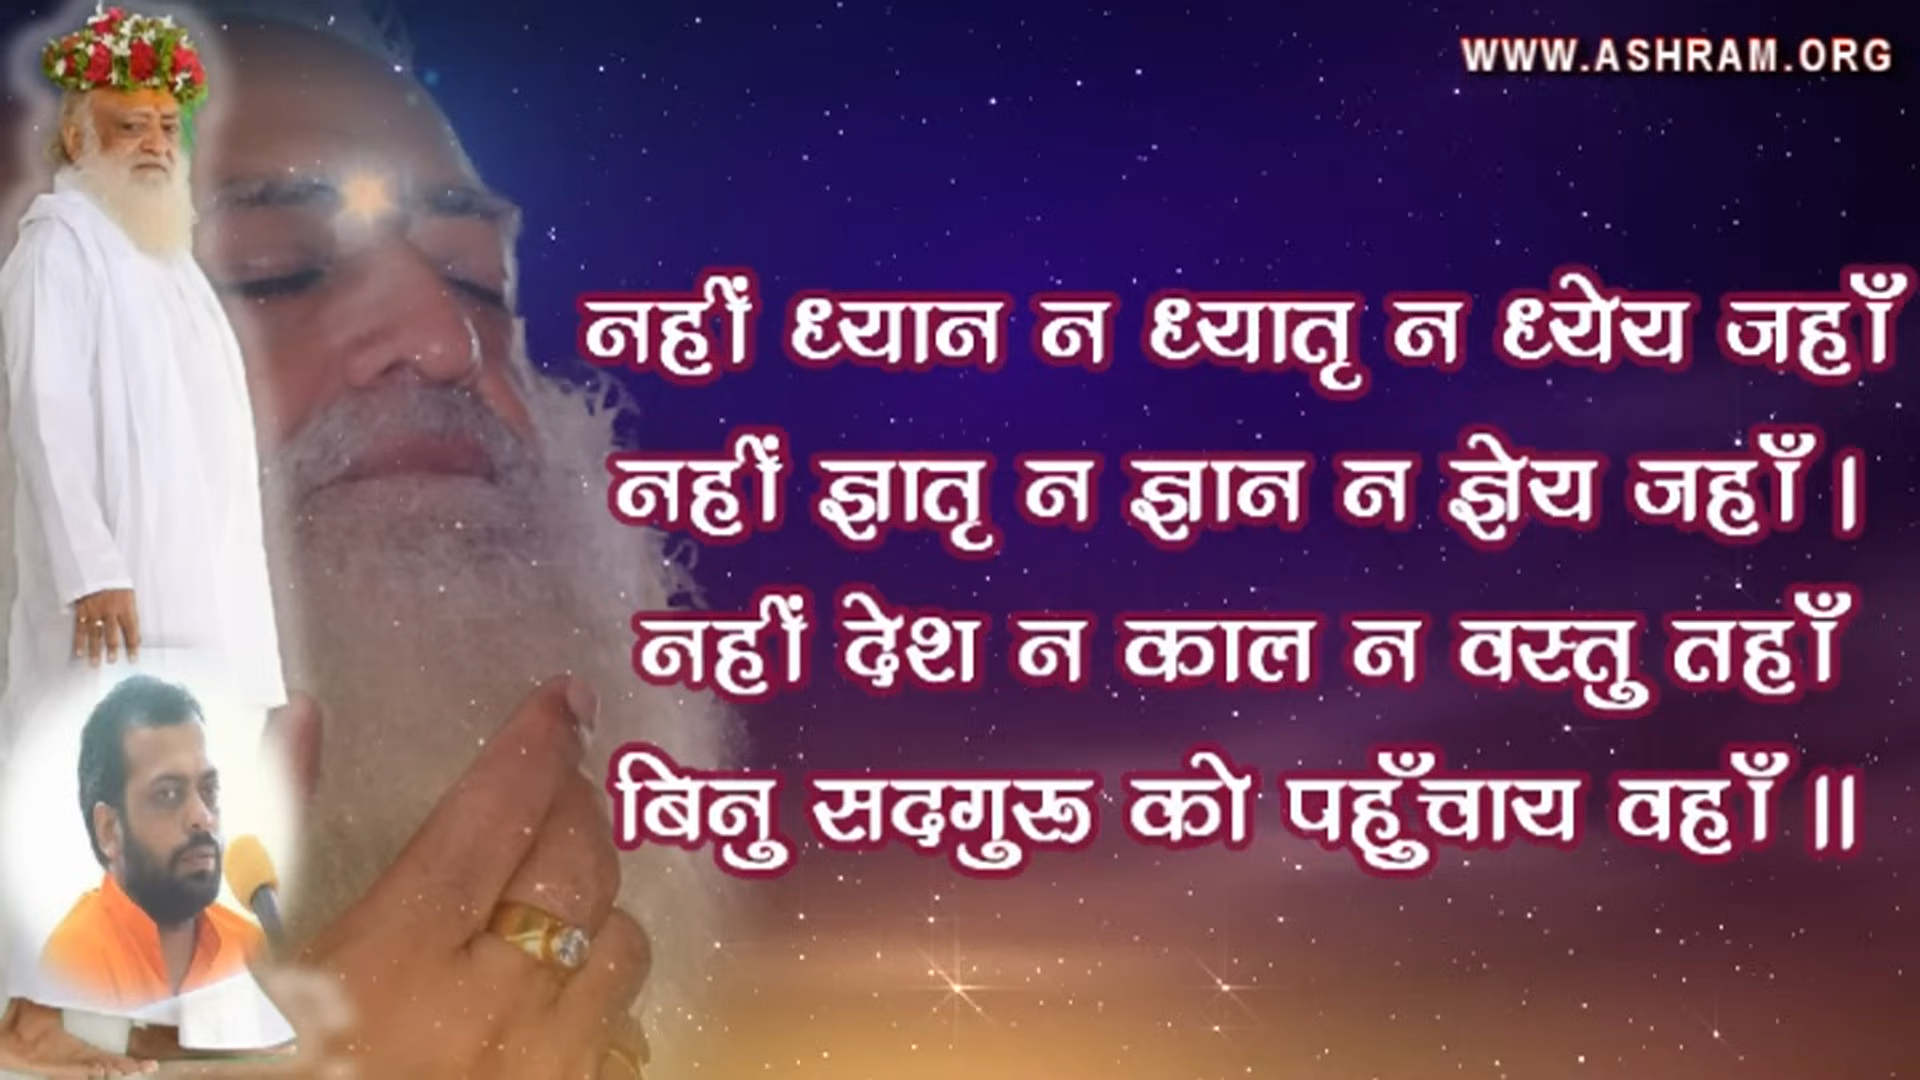 WWW.ASHRAM.ORG
नहीं ध्यान न ध्यातृ न ध्येय जहाँ
नहीं ज्ञातृ न ज्ञान न ज्ञेय जहाँ ।
नहीं देश न काल न वस्तु तहाँ
बिनु सदगुरू को पहुँचाय वहाँ ॥